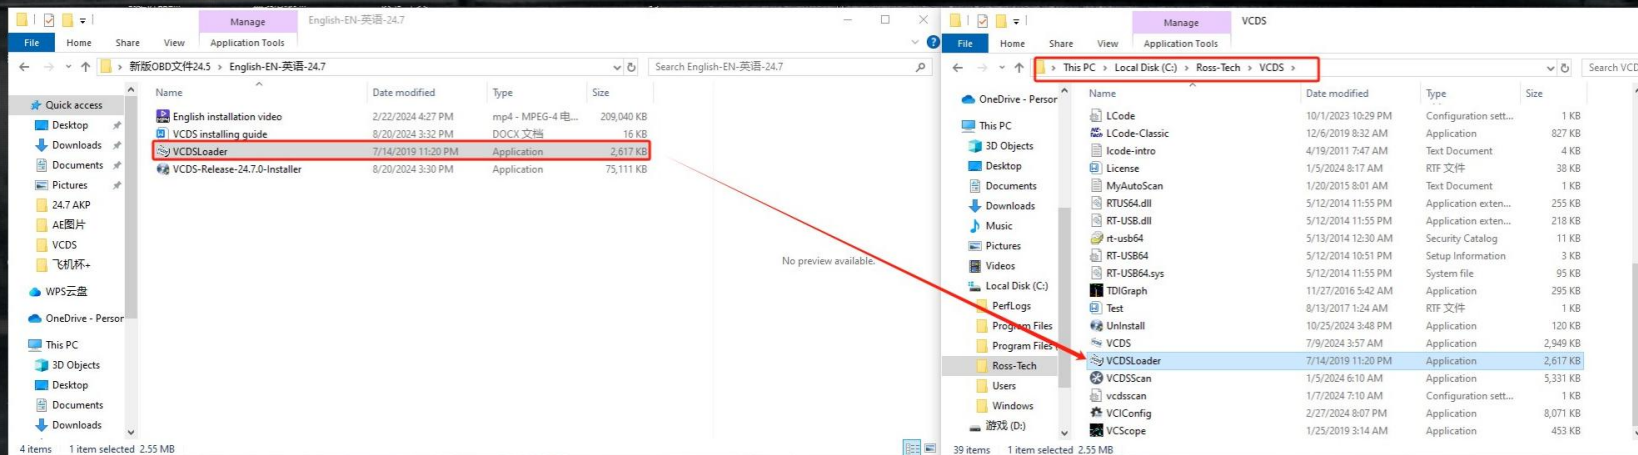 Manage
English-EN-英语-24.7
File
Home
Share
View
Application Tools
新版OBD文件24.5 > English-EN-英语-24.7
Search English-EN-英语-24.7
Name
Date modified
Type
Size
Quick access
Desktop
Downloads
Documents
Pictures
24.7 AKP
AE图片
VCDS
飞机杯+
WPS云盘
OneDrive - Person
This PC
3D Objects
Desktop
Documents
Downloads
English installation video 2/22/2024 4:27 PM mp4 - MPEG-4 电... 209,040 KB
VCDS installing guide 8/20/2024 3:32 PM DOCX 文档 16 KB
VCDSLoader 7/14/2019 11:20 PM Application 2,617 KB
VCDS-Release-24.7.0-Installer 8/20/2024 3:30 PM Application 75,111 KB
No preview available.
4 items 1 item selected 2.55 MB
Manage
VCDS
File
Home
Share
View
Application Tools
> This PC > Local Disk (C:) > Ross-Tech > VCDS >
Search VCD
Name
Date modified
Type
Size
OneDrive - Person
This PC
3D Objects
Desktop
Documents
Downloads
Music
Pictures
Videos
Local Disk (C:)
PerfLogs
Program Files
Program Files
Ross-Tech
Users
Windows
游戏 (D:)
LCode 10/1/2023 10:29 PM Configuration sett... 1 KB
LCode-Classic 12/6/2019 8:32 AM Application 827 KB
lcode-intro 4/19/2011 7:47 AM Text Document 4 KB
License 1/5/2024 8:17 AM RTF 文件 38 KB
MyAutoScan 1/20/2015 8:01 AM Text Document 1 KB
RTUS64.dll 5/12/2014 11:55 PM Application exten... 255 KB
RT-USB.dll 5/12/2014 11:55 PM Application exten... 218 KB
rt-usb64 5/13/2014 12:30 AM Security Catalog 11 KB
RT-USB64 5/12/2014 10:51 PM Setup Information 3 KB
RT-USB64.sys 5/12/2014 11:55 PM System file 95 KB
TDIGraph 11/27/2016 5:42 AM Application 295 KB
Test 8/13/2017 1:24 AM RTF 文件 1 KB
UnInstall 10/25/2024 3:48 PM Application 120 KB
VCDS 7/9/2024 3:57 AM Application 2,949 KB
VCDSLoader 7/14/2019 11:20 PM Application 2,617 KB
VCDSScan 1/5/2024 6:10 AM Application 5,331 KB
vcdsscan 1/7/2024 7:10 AM Configuration sett... 1 KB
VCIConfig 2/27/2024 8:07 PM Application 8,071 KB
VCScope 1/25/2019 3:14 AM Application 453 KB
39 items 1 item selected 2.55 MB